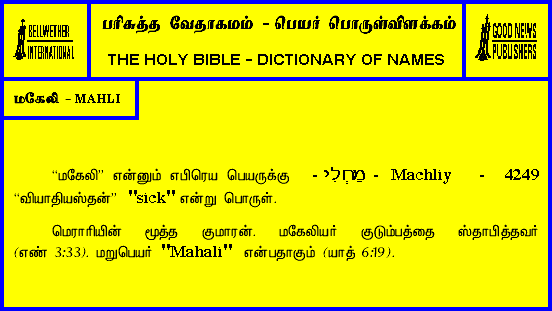 BELLWETHER
INTERNATIONAL
பரிசுத்த வேதாகமம் - பெயர் பொருள்விளக்கம்
THE HOLY BIBLE - DICTIONARY OF NAMES
GOOD NEWS
PUBLISHERS
மகேலி - MAHLI
“மகேலி” என்னும் எபிரெய பெயருக்கு - מַחְלִי - Machliy - 4249
“வியாதியஸ்தன்” "sick" என்று பொருள்.
மெராரியின் மூத்த குமாரன். மகேலியர் குடும்பத்தை ஸ்தாபித்தவர்
(எண் 3:33). மறுபெயர் "Mahali" என்பதாகும் (யாத் 6:19).